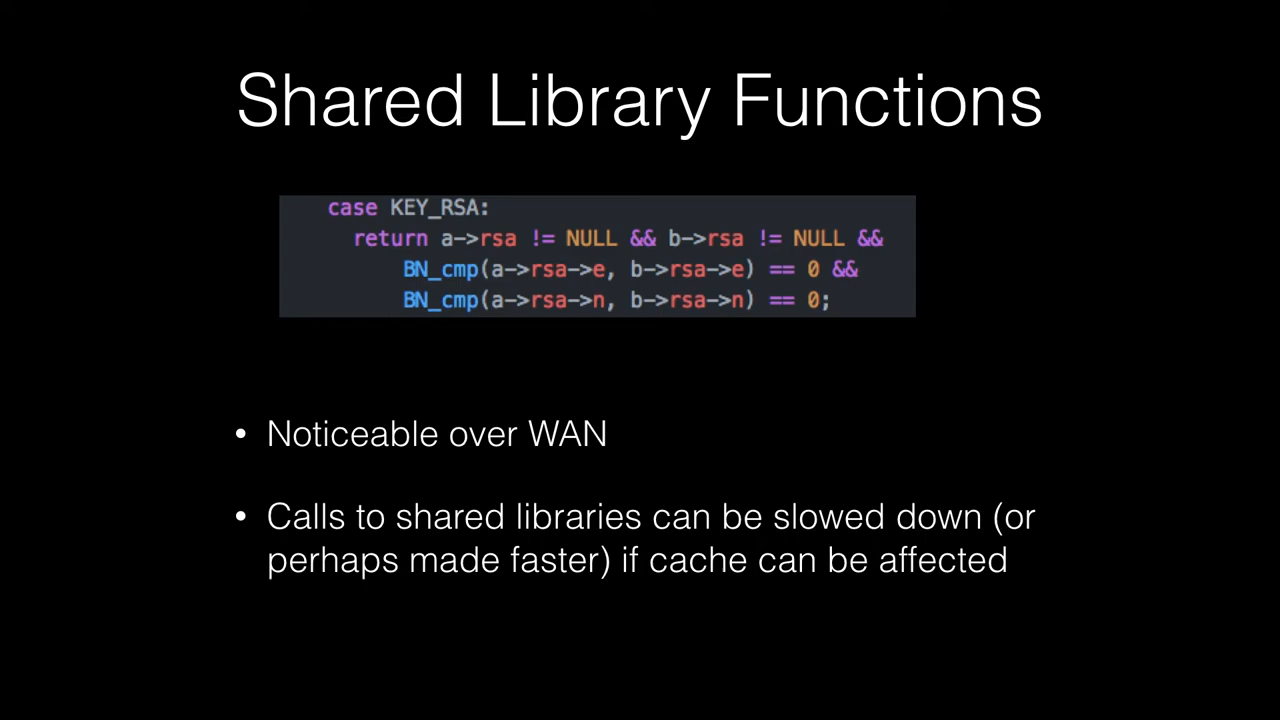 Shared Library Functions
case KEY_RSA:
return a->rsa != NULL && b->rsa != NULL &&
BN_cmp(a->rsa->e, b->rsa->e) == 0 &&
BN_cmp(a->rsa->n, b->rsa->n) == 0;
• Noticeable over WAN
• Calls to shared libraries can be slowed down (or
perhaps made faster) if cache can be affected